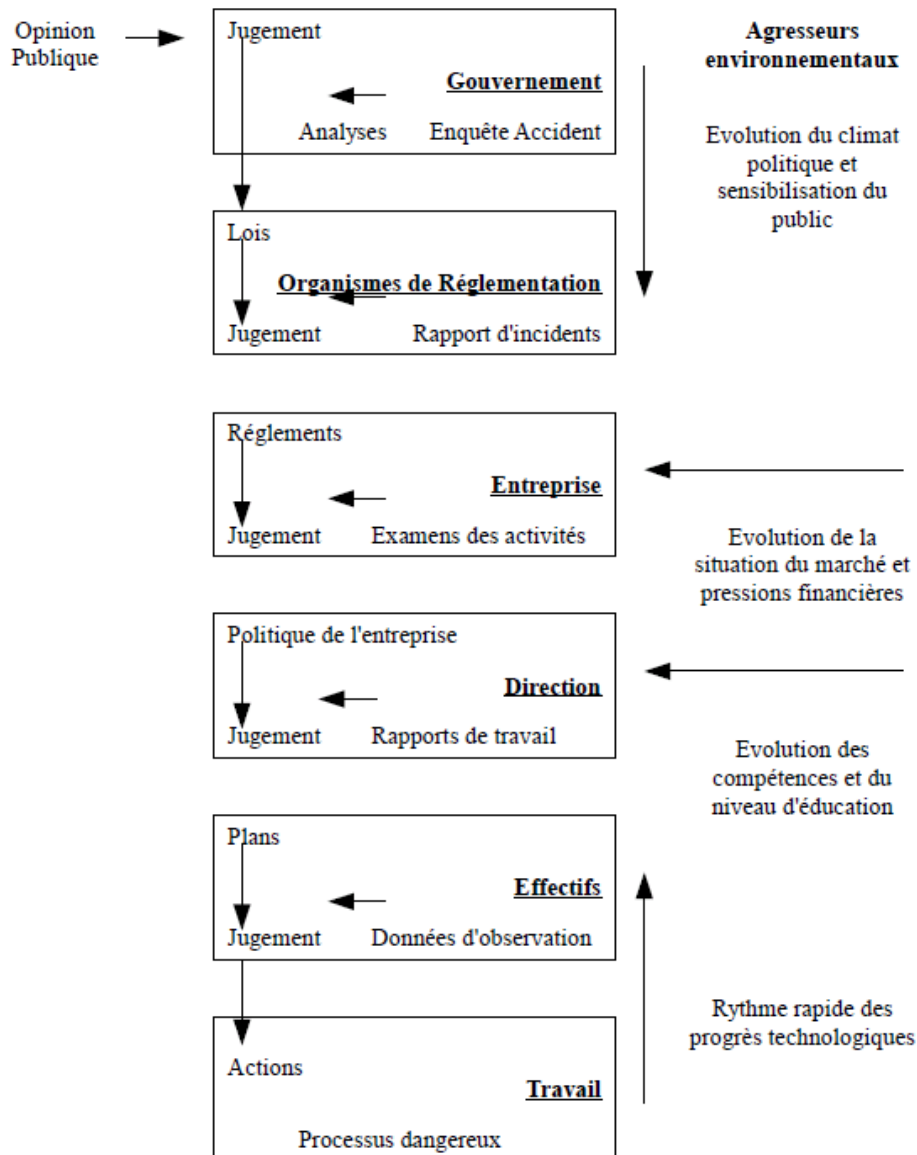 Opinion
Publique
Jugement
Gouvernement
Analyses Enquête Accident
Agresseurs
environnementaux
Evolution du climat
politique et
sensibilisation du
public
Lois
Organismes de Réglementation
Jugement Rapport d'incidents
Réglements
Entreprise
Jugement Examens des activités
Evolution de la
situation du marché et
pressions financières
Politique de l'entreprise
Direction
Jugement Rapports de travail
Evolution des
compétences et du
niveau d'éducation
Plans
Effectifs
Jugement Données d'observation
Rythme rapide des
progrès technologiques
Actions
Travail
Processus dangereux